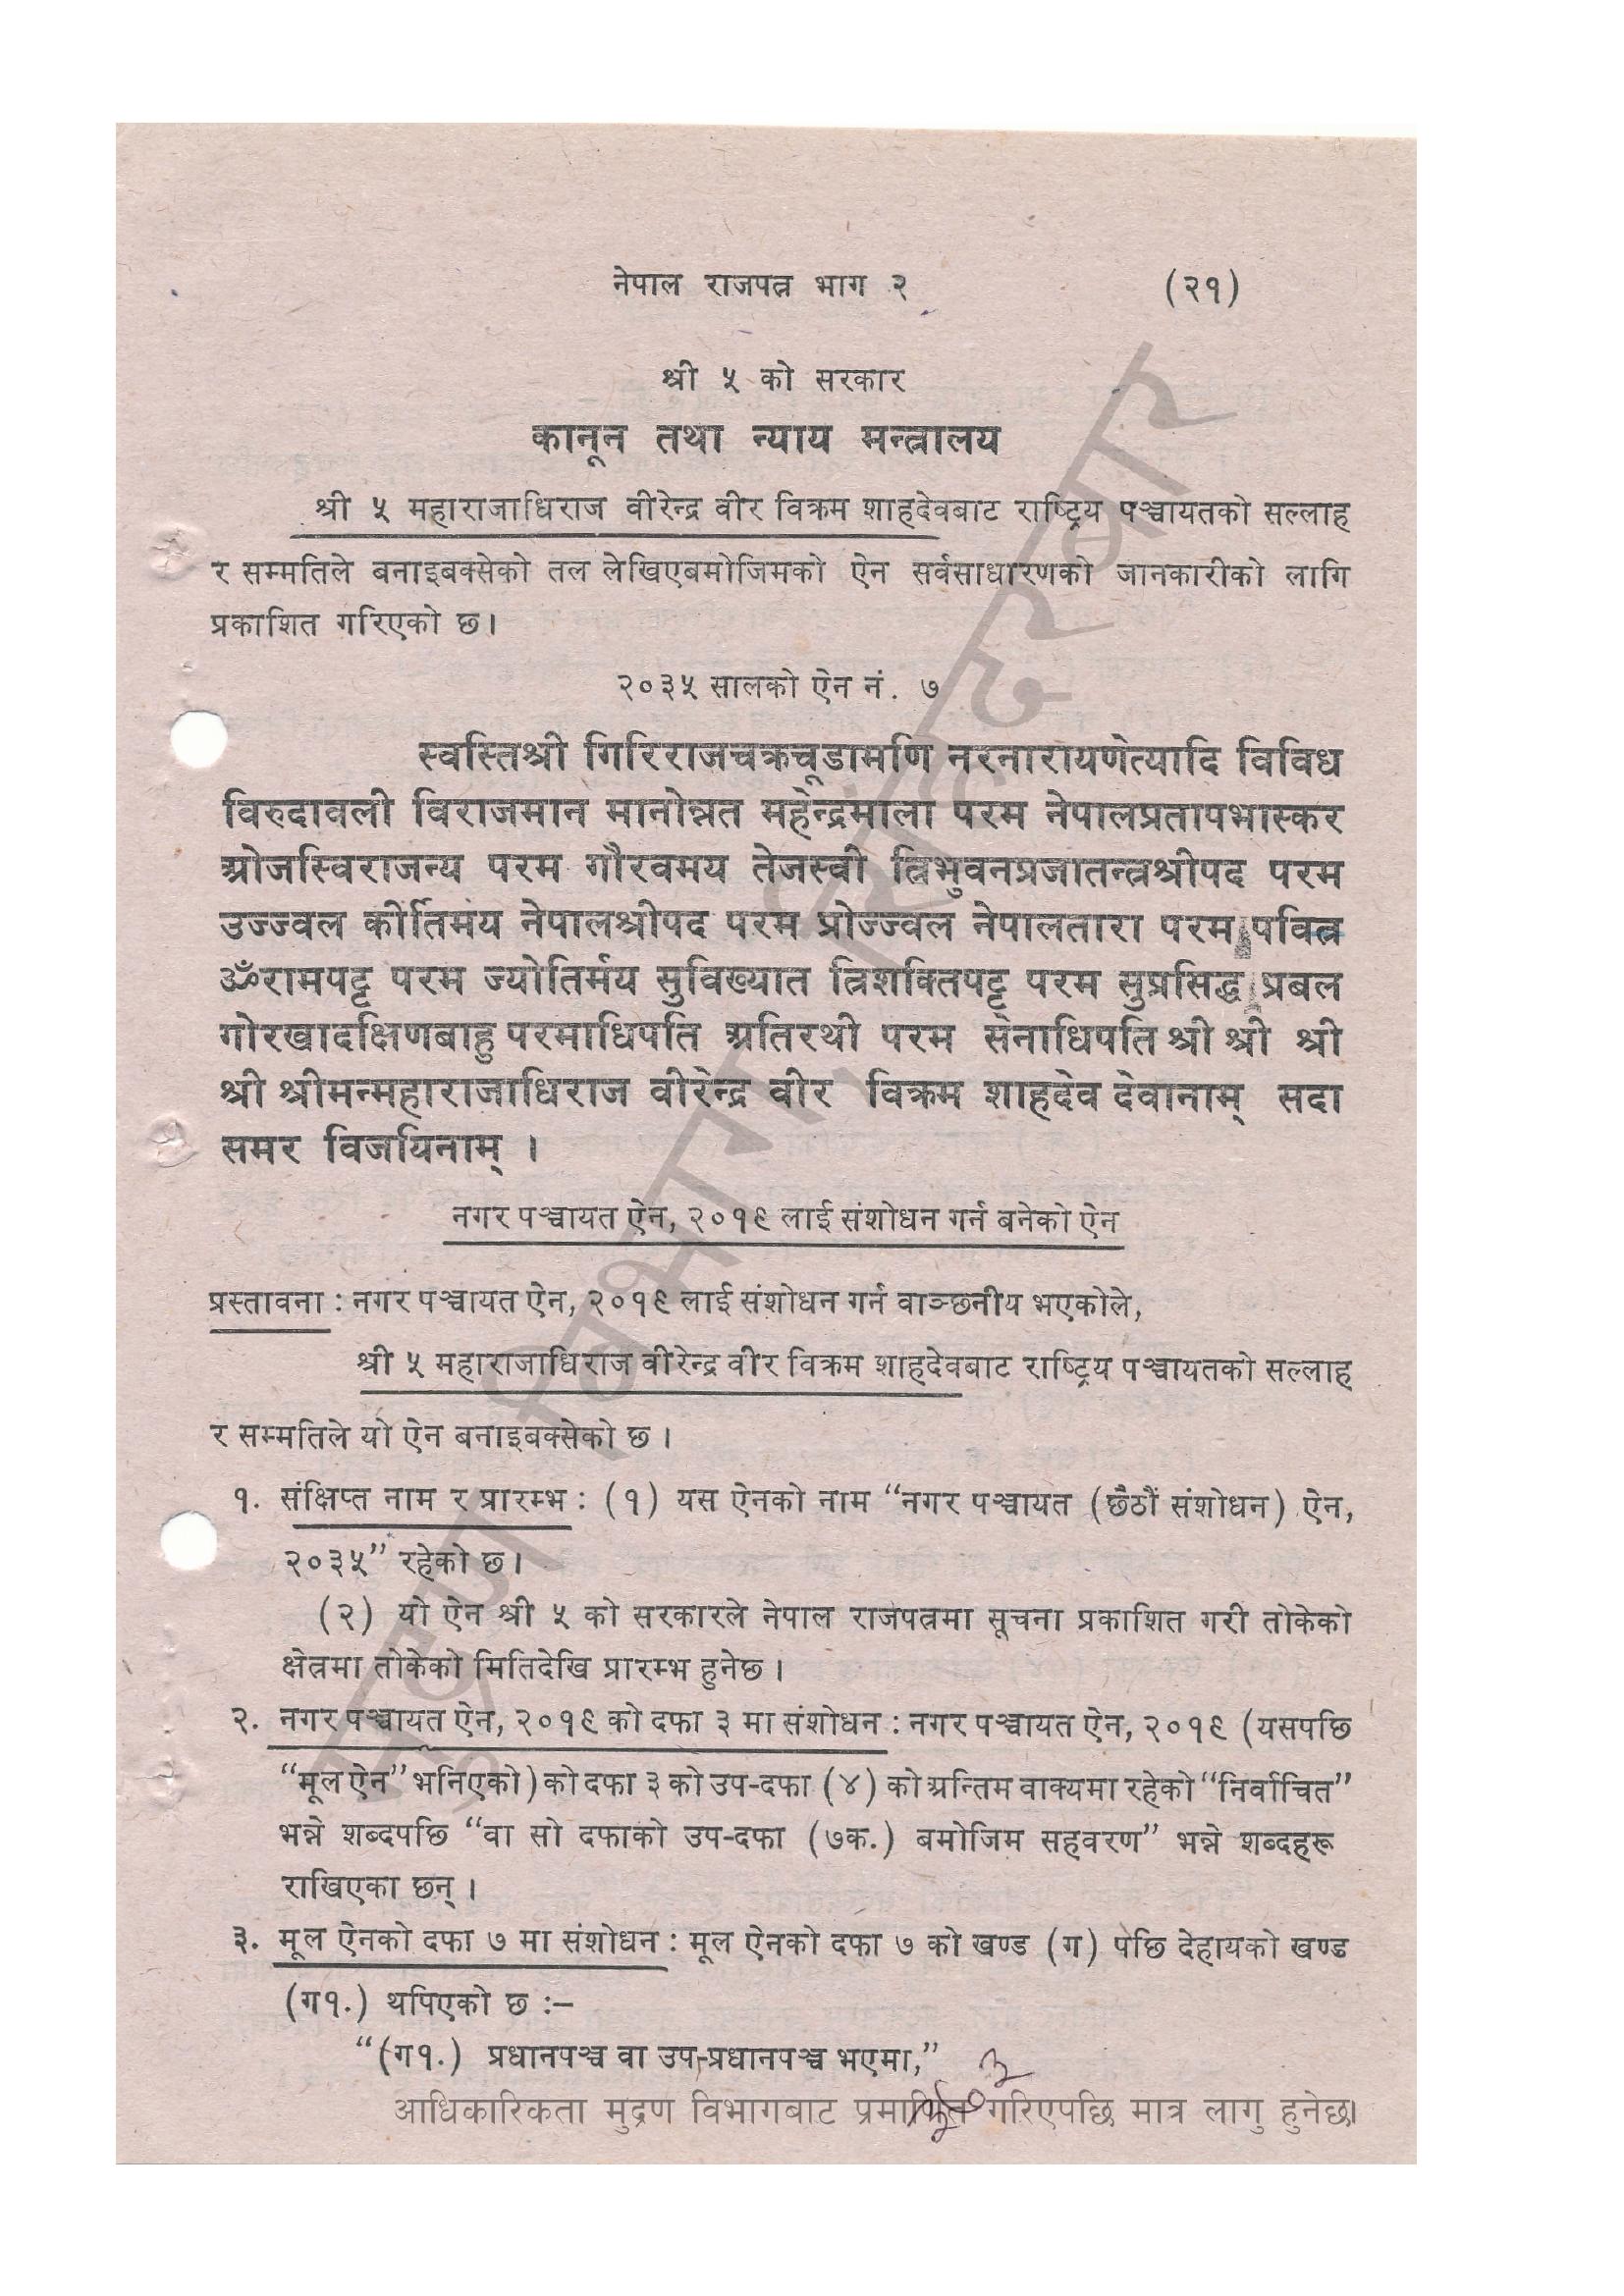 नेपाल राजपत्र भाग २ (२१)
श्री ५ को सरकार
कानून तथा न्याय मन्त्रालय
श्री ५ महाराजाधिराज वीरेन्द्र वीर विक्रम शाहदेवबाट राष्ट्रिय पञ्चायतको सल्लाह
र सम्मतिले बनाइबक्सेको तल लेखिएबमोजिमको ऐन सर्वसाधारणको जानकारीको लागि
प्रकाशित गरिएको छ।
२०३५ सालको ऐन नं. ७
स्वस्तिश्री गिरिराजचक्रचूडामणि नरनारायणेत्यादि विविध
विरुदावली विराजमान मानोन्नत महेन्द्रमाला परम नेपालप्रतापभास्कर
ओजस्विराजन्य परम गौरवमय तेजस्वी त्रिभुवनप्रजातन्त्रश्रीपद परम
उज्ज्वल कीर्तिमय नेपालश्रीपद परम प्रोज्ज्वल नेपालतारा परम पवित्र
ॐरामपट्ट परम ज्योतिर्मय सुविख्यात त्रिशक्तिपट्ट परम सुप्रसिद्ध प्रबल
गोरखादक्षिणबाहु परमाधिपति अतिरथी परम सेनाधिपति श्री श्री श्री
श्री श्रीमन्महाराजाधिराज वीरेन्द्र वीर विक्रम शाहदेव देवानाम् सदा
समर विजयिनाम् ।
नगर पञ्चायत ऐन, २०१९ लाई संशोधन गर्न बनेको ऐन
प्रस्तावना : नगर पञ्चायत ऐन, २०१९ लाई संशोधन गर्न वाञ्छनीय भएकोले,
श्री ५ महाराजाधिराज वीरेन्द्र वीर विक्रम शाहदेवबाट राष्ट्रिय पञ्चायतको सल्लाह
र सम्मतिले यो ऐन बनाइबक्सेको छ ।
१. संक्षिप्त नाम र प्रारम्भ : (१) यस ऐनको नाम “नगर पञ्चायत (छैठौं संशोधन) ऐन,
२०३५” रहेको छ ।
(२) यो ऐन श्री ५ को सरकारले नेपाल राजपत्रमा सूचना प्रकाशित गरी तोकेको
क्षेत्रमा तोकेको मितिदेखि प्रारम्भ हुनेछ ।
२. नगर पञ्चायत ऐन, २०१९ को दफा ३ मा संशोधन : नगर पञ्चायत ऐन, २०१९ (यसपछि
“मूल ऐन” भनिएको) को दफा ३ को उप-दफा (४) को अन्तिम वाक्यमा रहेको “निर्वाचित”
भन्ने शब्दपछि “वा सो दफाको उप-दफा (७क.) बमोजिम सहवरण” भन्ने शब्दहरू
राखिएका छन् ।
३. मूल ऐनको दफा ७ मा संशोधन : मूल ऐनको दफा ७ को खण्ड (ग) पछि देहायको खण्ड
(ग१.) थपिएको छ :–
“(ग१.) प्रधानपञ्च वा उप-प्रधानपञ्च भएमा,”
आधिकारिकता मुद्रण विभागबाट प्रमाणित गरिएपछि मात्र लागु हुनेछ।
मुद्रण विभाग, सिंहदरबार